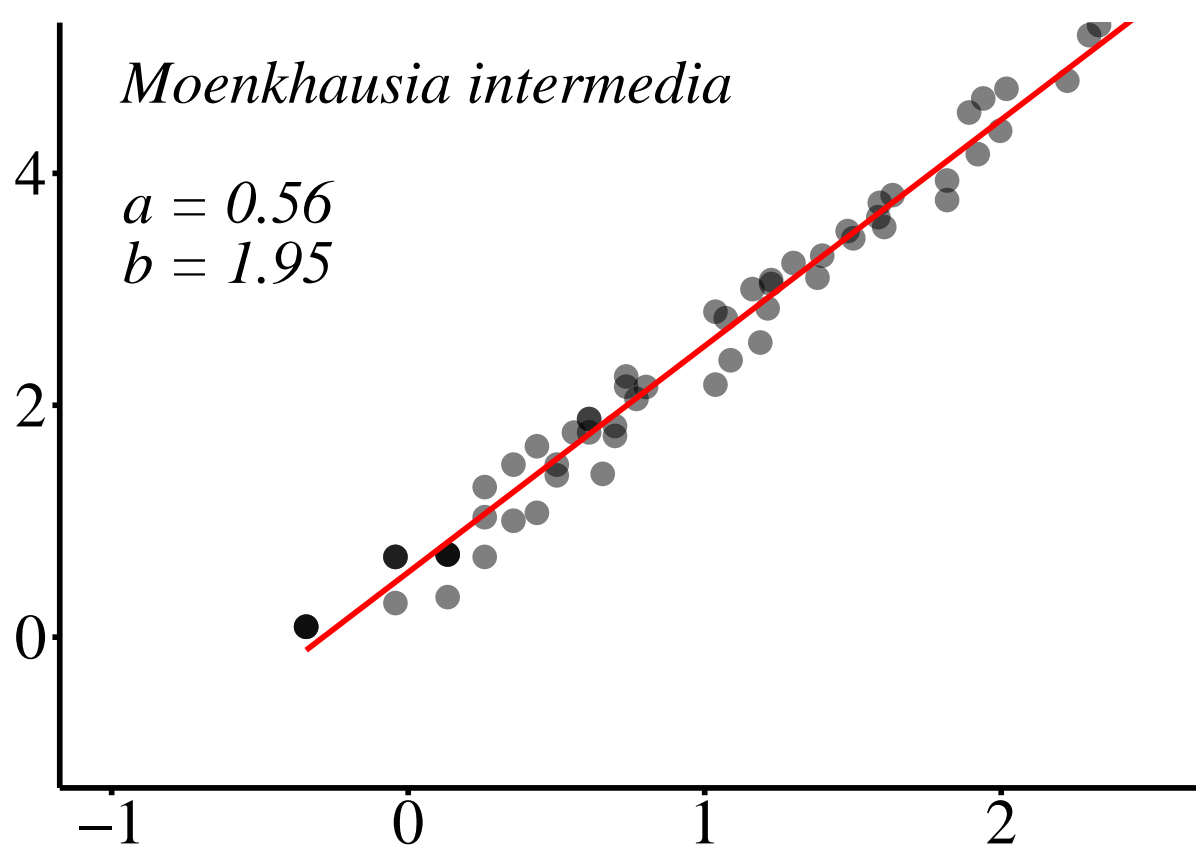 Moenkhausia intermedia
a = 0.56
b = 1.95
4
2
0
−1 0 1 2